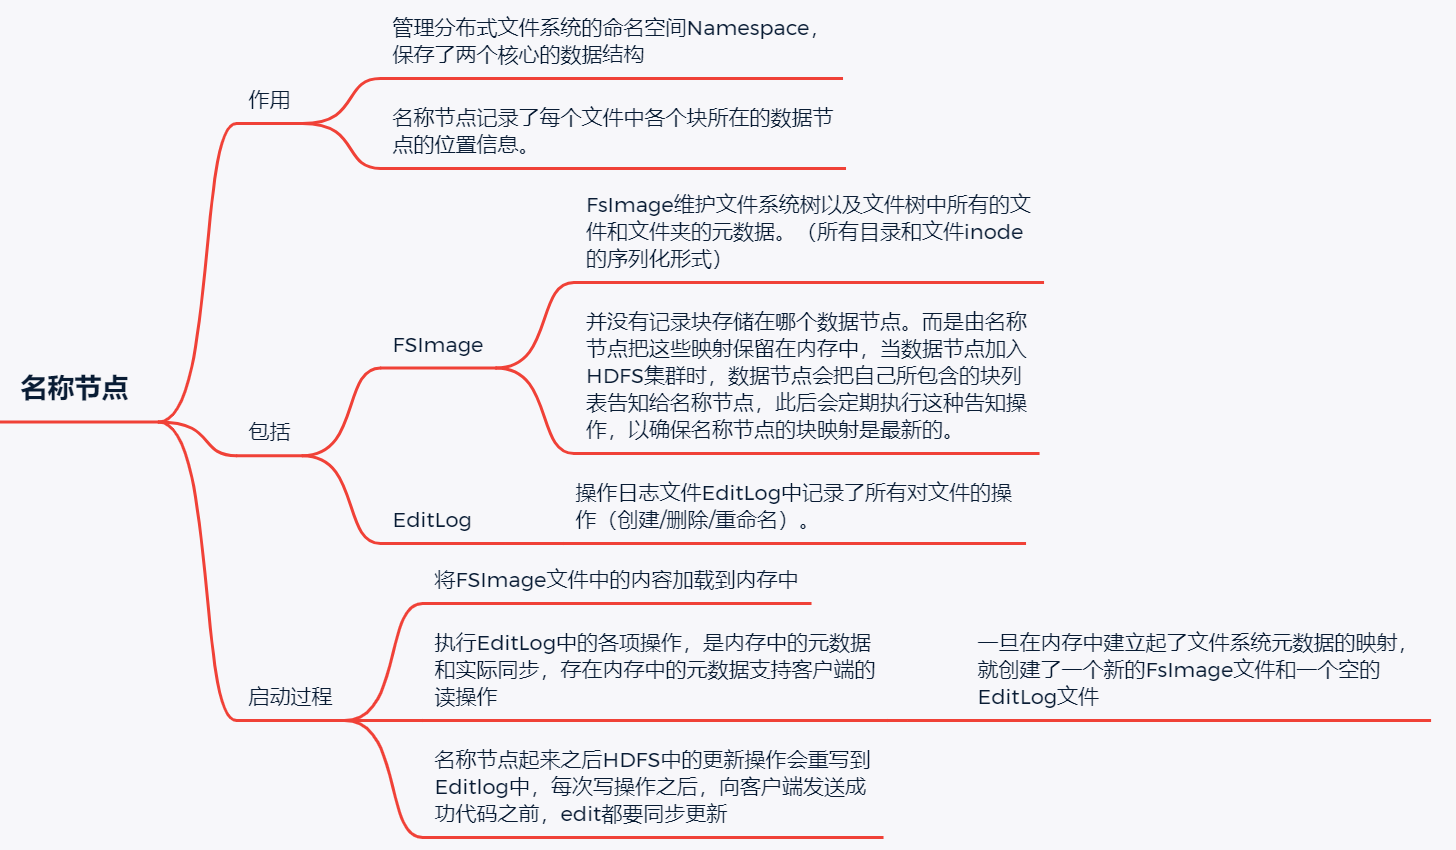 名称节点
作用
管理分布式文件系统的命名空间Namespace，
保存了两个核心的数据结构
名称节点记录了每个文件中各个块所在的数据节
点的位置信息。
包括
FSImage
FsImage维护文件系统树以及文件树中所有的文
件和文件夹的元数据。（所有目录和文件inode
的序列化形式）
并没有记录块存储在哪个数据节点。而是由名称
节点把这些映射保留在内存中，当数据节点加入
HDFS集群时，数据节点会把自己所包含的块列
表告知给名称节点，此后会定期执行这种告知操
作，以确保名称节点的块映射是最新的。
EditLog
操作日志文件EditLog中记录了所有对文件的操
作（创建/删除/重命名）。
启动过程
将FSImage文件中的内容加载到内存中
执行EditLog中的各项操作，是内存中的元数据
和实际同步，存在内存中的元数据支持客户端的
读操作
一旦在内存中建立起了文件系统元数据的映射，
就创建了一个新的FsImage文件和一个空的
EditLog文件
名称节点起来之后HDFS中的更新操作会重写到
Editlog中，每次写操作之后，向客户端发送成
功代码之前，edit都要同步更新